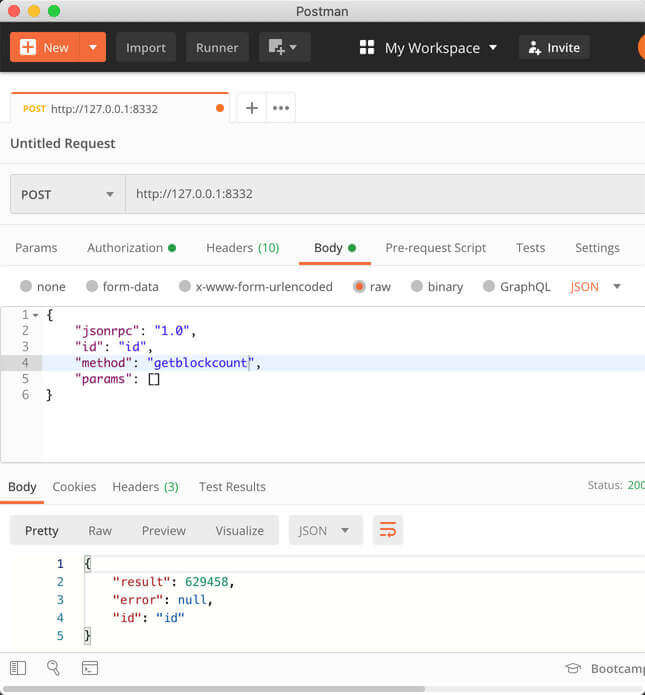 Postman
New Import Runner My Workspace Invite
POST http://127.0.0.1:8332
Untitled Request
POST http://127.0.0.1:8332
Params Authorization Headers (10) Body Pre-request Script Tests Settings
none form-data x-www-form-urlencoded raw binary GraphQL JSON
1 {
2 "jsonrpc": "1.0",
3 "id": "id",
4 "method": "getblockcount",
5 "params": []
6 }
Body Cookies Headers (3) Test Results Status: 200
Pretty Raw Preview Visualize JSON
1 {
2 "result": 629458,
3 "error": null,
4 "id": "id"
5 }
Bootcamp